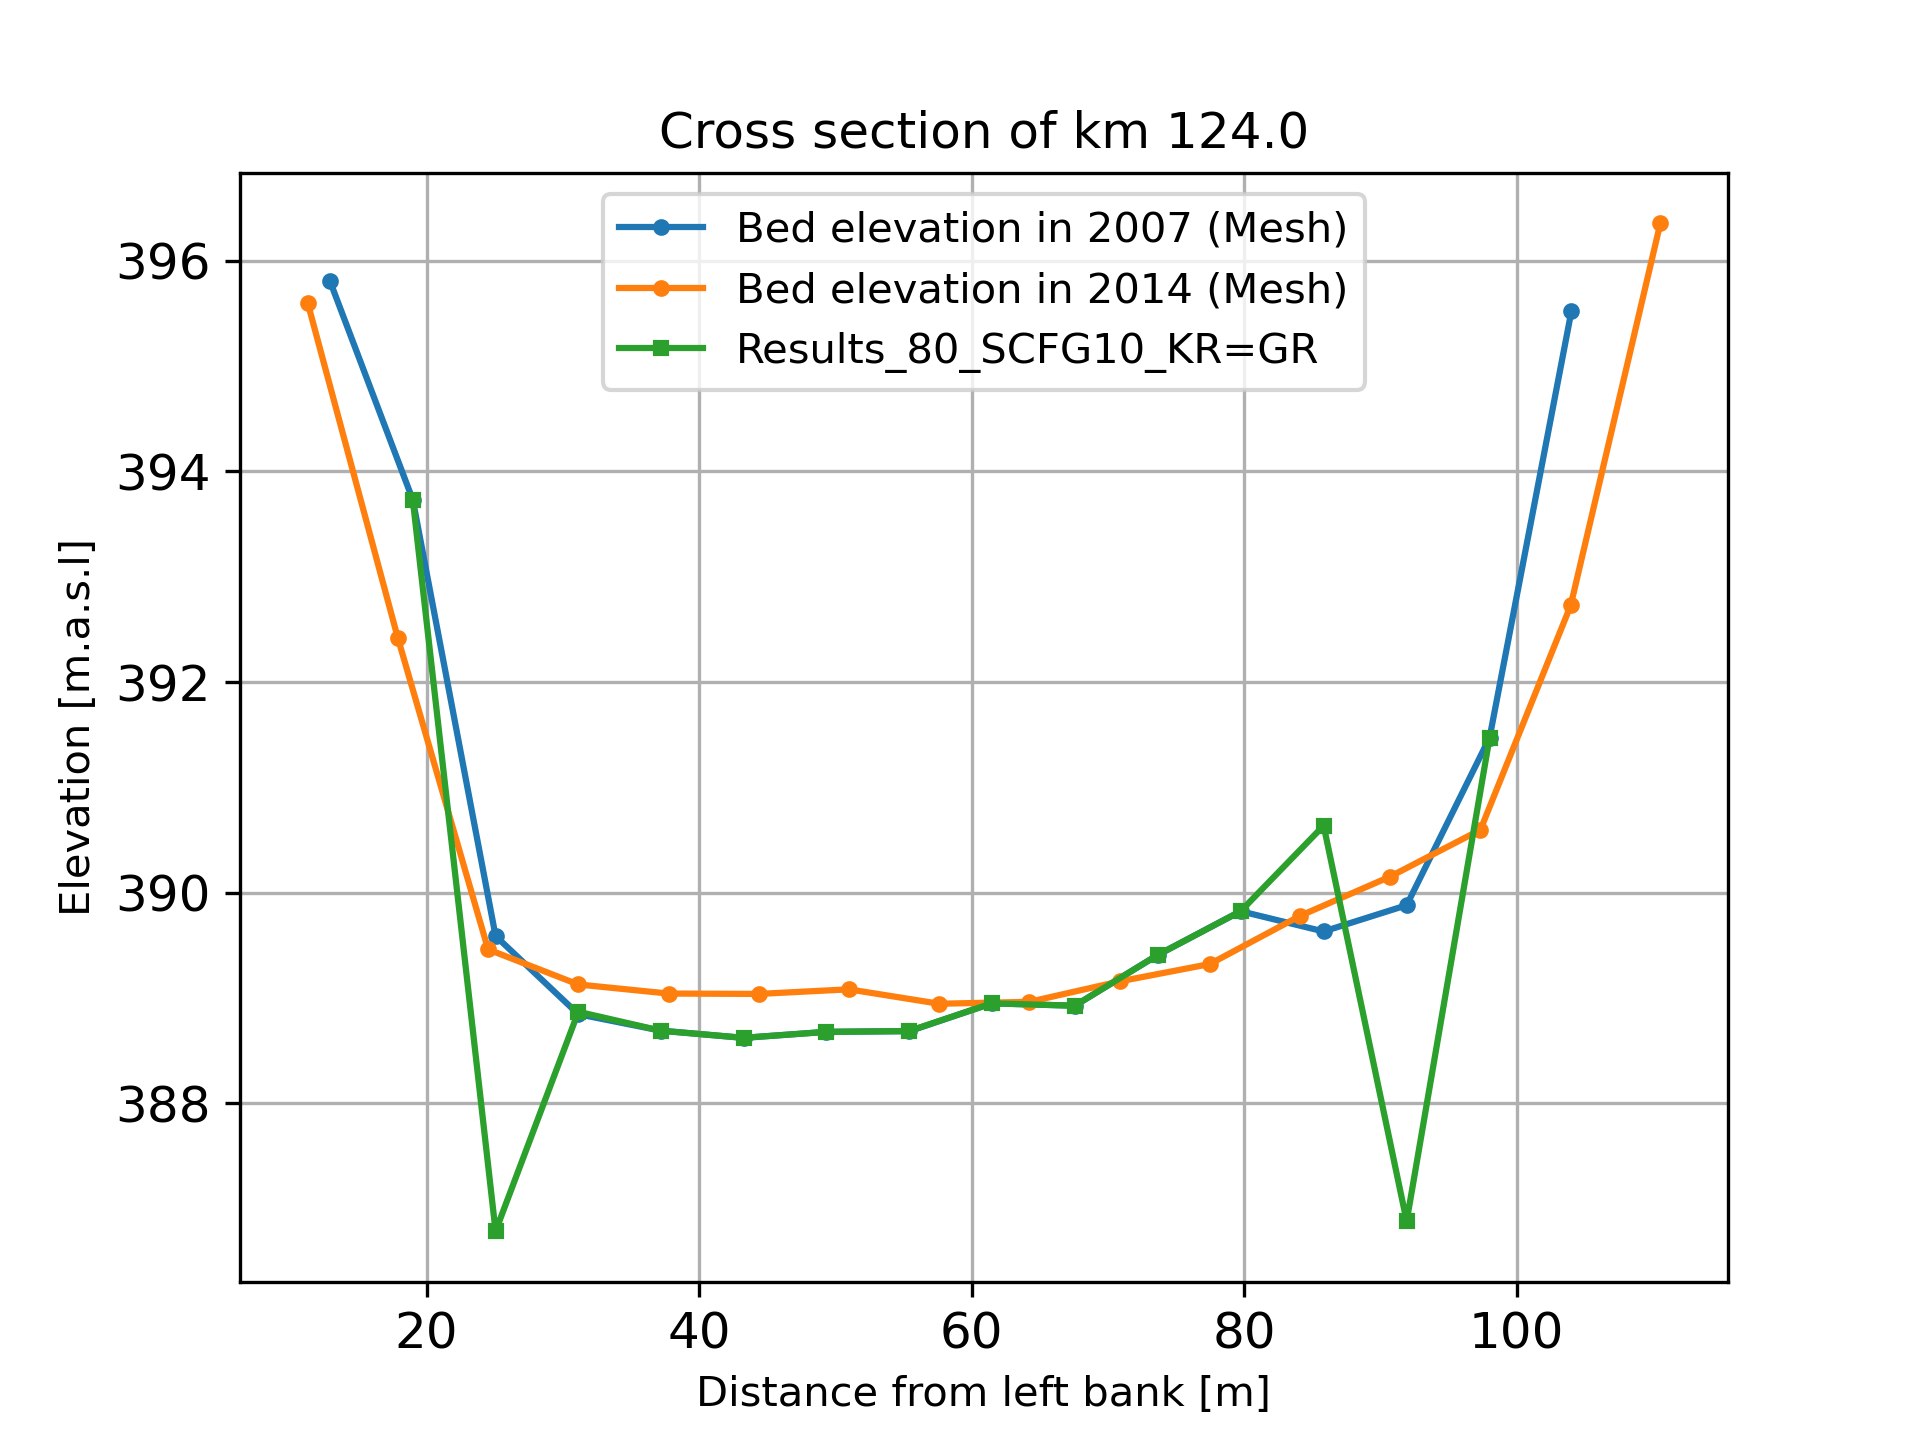 Cross section of km 124.0
Bed elevation in 2007 (Mesh)
Bed elevation in 2014 (Mesh)
Results_80_SCFG10_KR=GR
Elevation [m.a.s.l]
396
394
392
390
388
20 40 60 80 100
Distance from left bank [m]